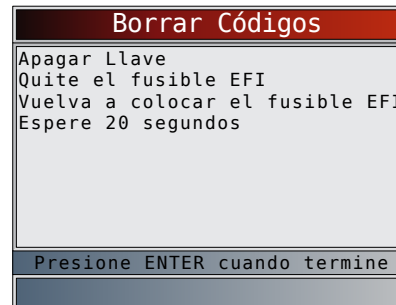 Borrar Códigos
Apagar Llave
Quite el fusible EFI
Vuelva a colocar el fusible EFI
Espere 20 segundos
Presione ENTER cuando termine